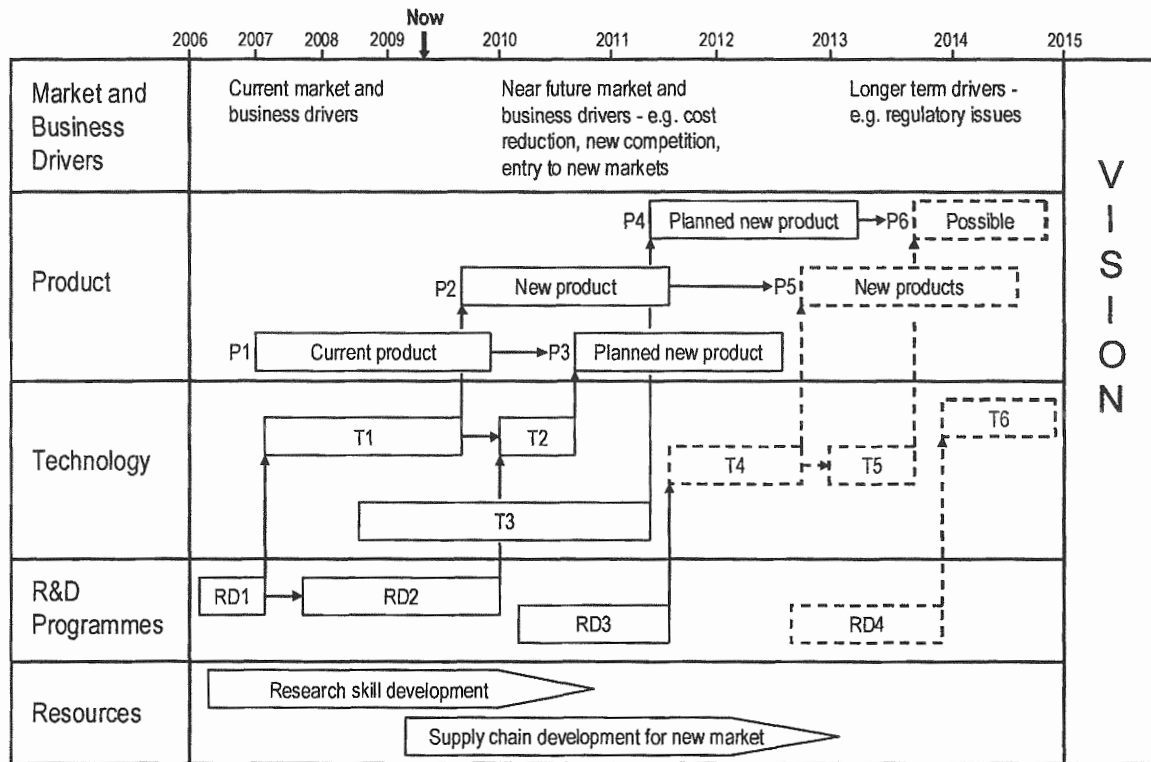 Now
2006 2007 2008 2009 2010 2011 2012 2013 2014 2015
Market and
Business
Drivers
Current market and
business drivers
Near future market and
business drivers - e.g. cost
reduction, new competition,
entry to new markets
Longer term drivers -
e.g. regulatory issues
VISION
Product
P4 Planned new product P6 Possible
P2 New product P5 New products
P1 Current product P3 Planned new product
Technology
T1 T2 T6
T4 T5
T3
R&D
Programmes
RD1 RD2
RD3 RD4
Resources
Research skill development
Supply chain development for new market